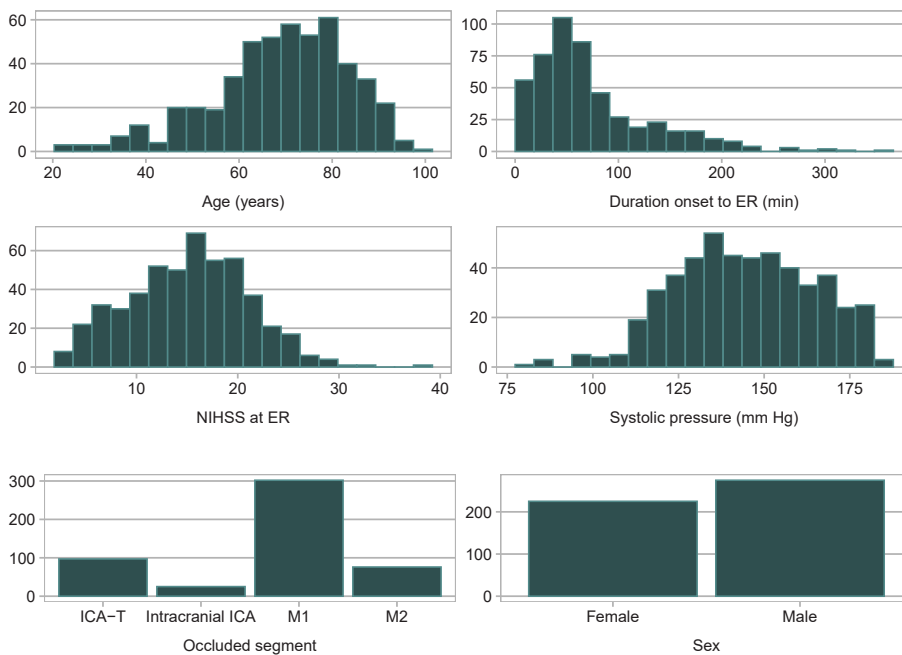 60
40
20
0
20 40 60 80 100
Age (years)
100
75
50
25
0
0 100 200 300
Duration onset to ER (min)
60
40
20
0
10 20 30 40
NIHSS at ER
40
20
0
75 100 125 150 175
Systolic pressure (mm Hg)
300
200
100
0
ICA−T Intracranial ICA M1 M2
Occluded segment
200
100
0
Female Male
Sex